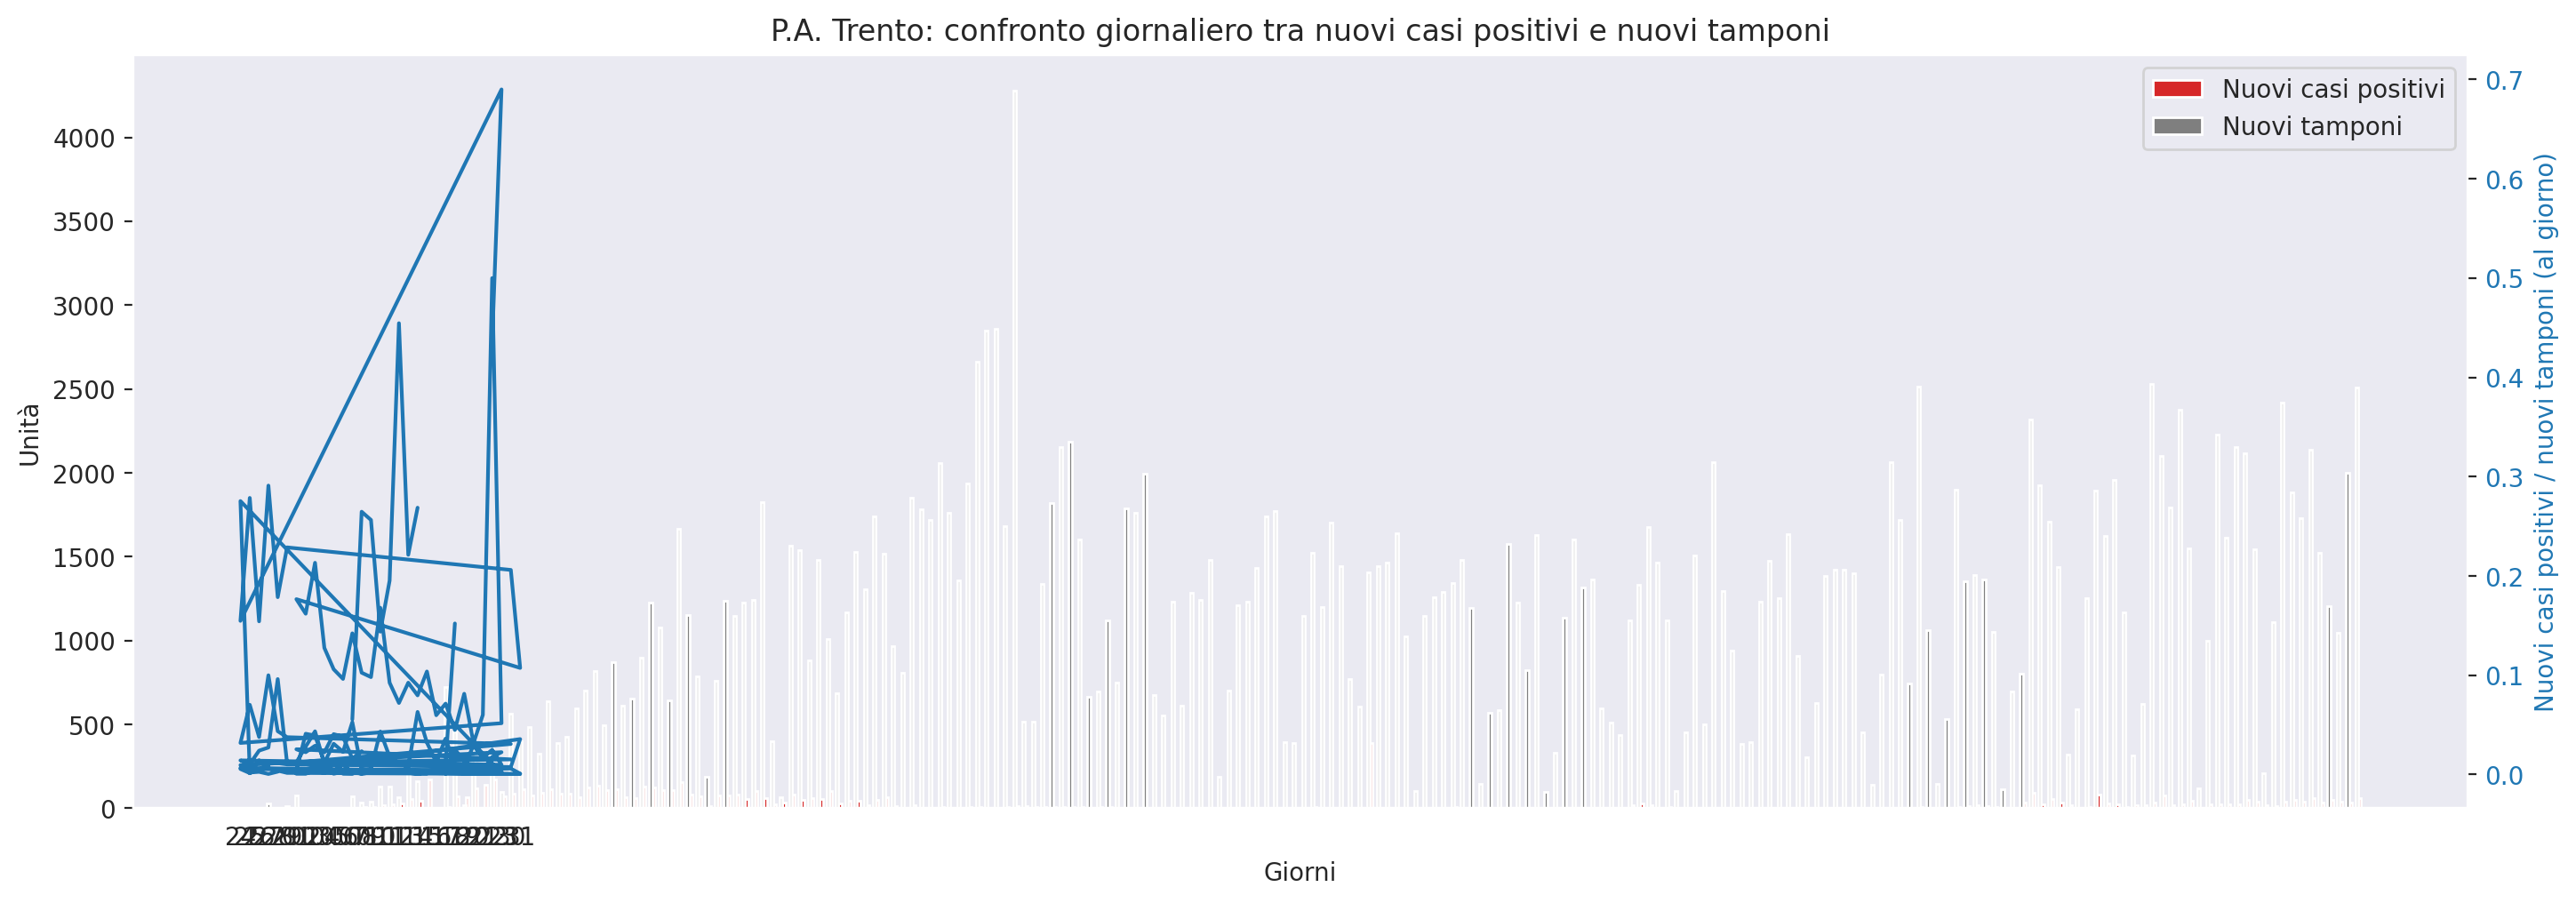 P.A. Trento: confronto giornaliero tra nuovi casi positivi e nuovi tamponi
Nuovi casi positivi
Nuovi tamponi
4000
3500
3000
2500
2000
1500
1000
500
0
Unità
0.7
0.6
0.5
0.4
0.3
0.2
0.1
0.0
Nuovi casi positivi / nuovi tamponi (al giorno)
Giorni